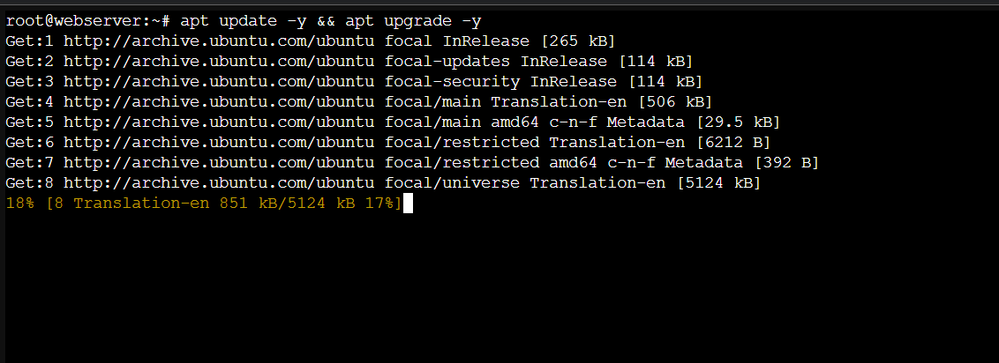 root@webserver:~# apt update -y && apt upgrade -y
Get:1 http://archive.ubuntu.com/ubuntu focal InRelease [265 kB]
Get:2 http://archive.ubuntu.com/ubuntu focal-updates InRelease [114 kB]
Get:3 http://archive.ubuntu.com/ubuntu focal-security InRelease [114 kB]
Get:4 http://archive.ubuntu.com/ubuntu focal/main Translation-en [506 kB]
Get:5 http://archive.ubuntu.com/ubuntu focal/main amd64 c-n-f Metadata [29.5 kB]
Get:6 http://archive.ubuntu.com/ubuntu focal/restricted Translation-en [6212 B]
Get:7 http://archive.ubuntu.com/ubuntu focal/restricted amd64 c-n-f Metadata [392 B]
Get:8 http://archive.ubuntu.com/ubuntu focal/universe Translation-en [5124 kB]
18% [8 Translation-en 851 kB/5124 kB 17%]